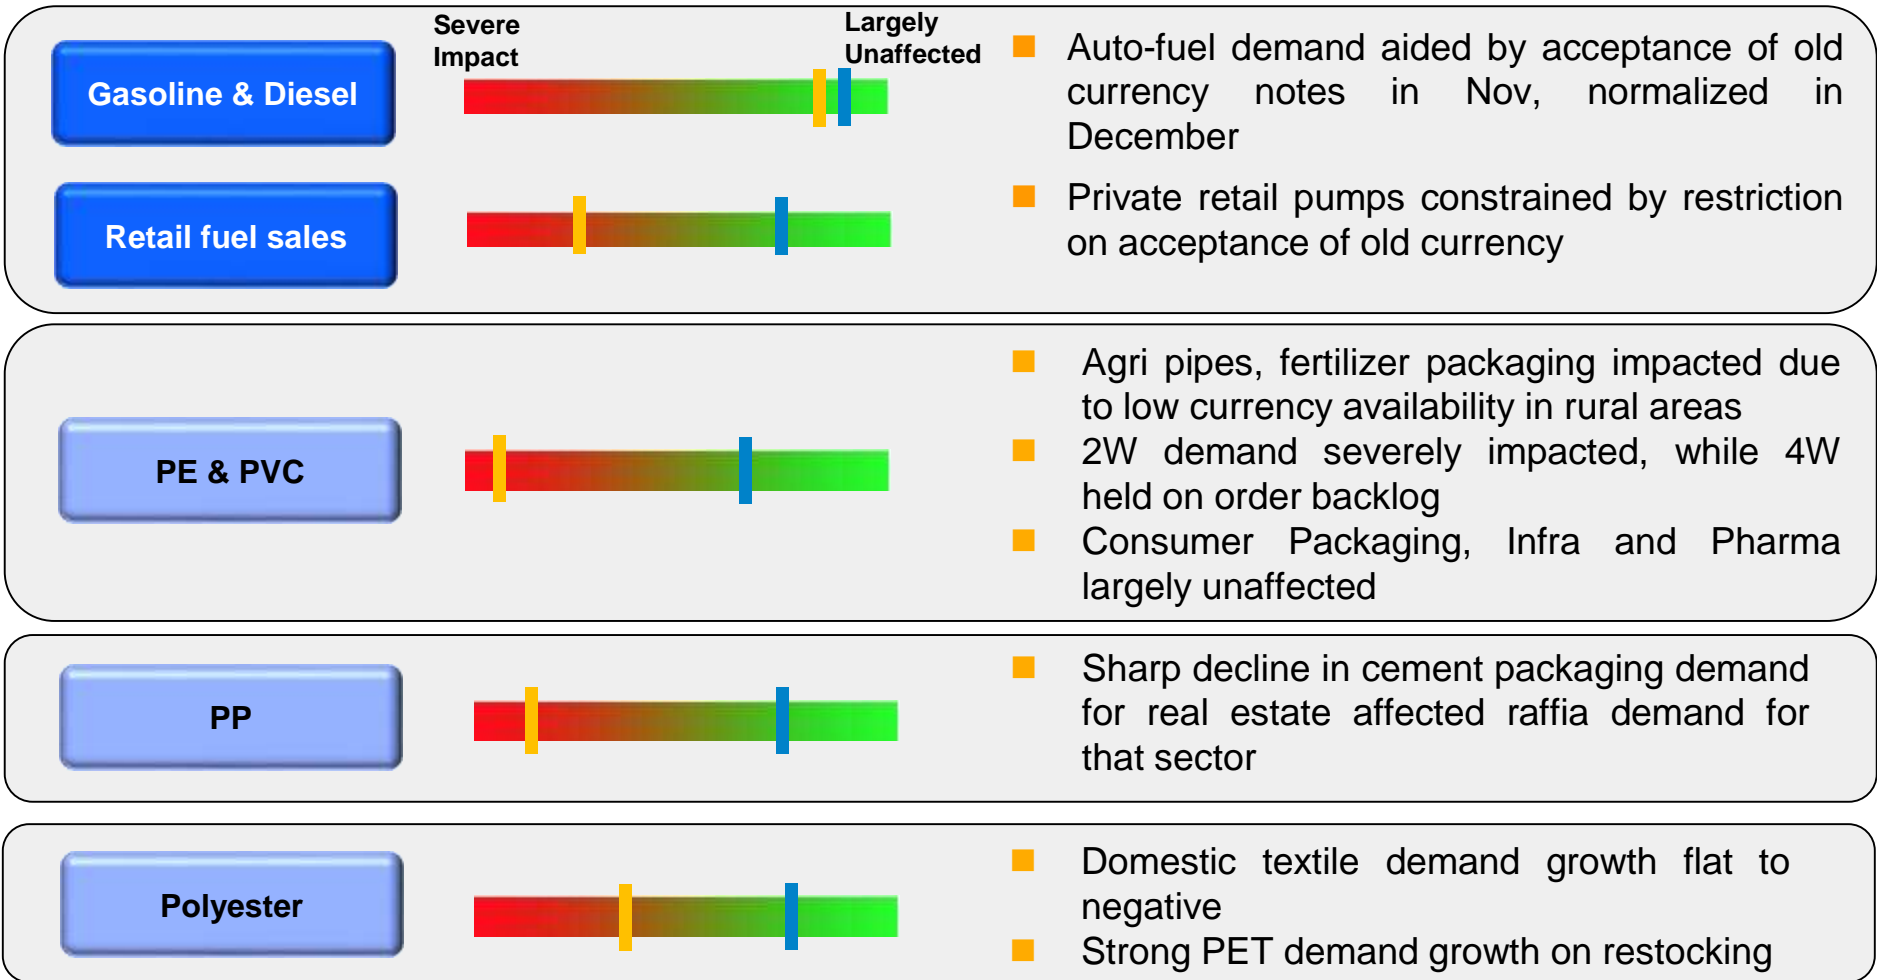 Severe
Impact
Largely
Unaffected
Gasoline & Diesel
Auto-fuel demand aided by acceptance of old
currency notes in Nov, normalized in
December
Retail fuel sales
Private retail pumps constrained by restriction
on acceptance of old currency
PE & PVC
Agri pipes, fertilizer packaging impacted due
to low currency availability in rural areas
2W demand severely impacted, while 4W
held on order backlog
Consumer Packaging, Infra and Pharma
largely unaffected
PP
Sharp decline in cement packaging demand
for real estate affected raffia demand for
that sector
Polyester
Domestic textile demand growth flat to
negative
Strong PET demand growth on restocking